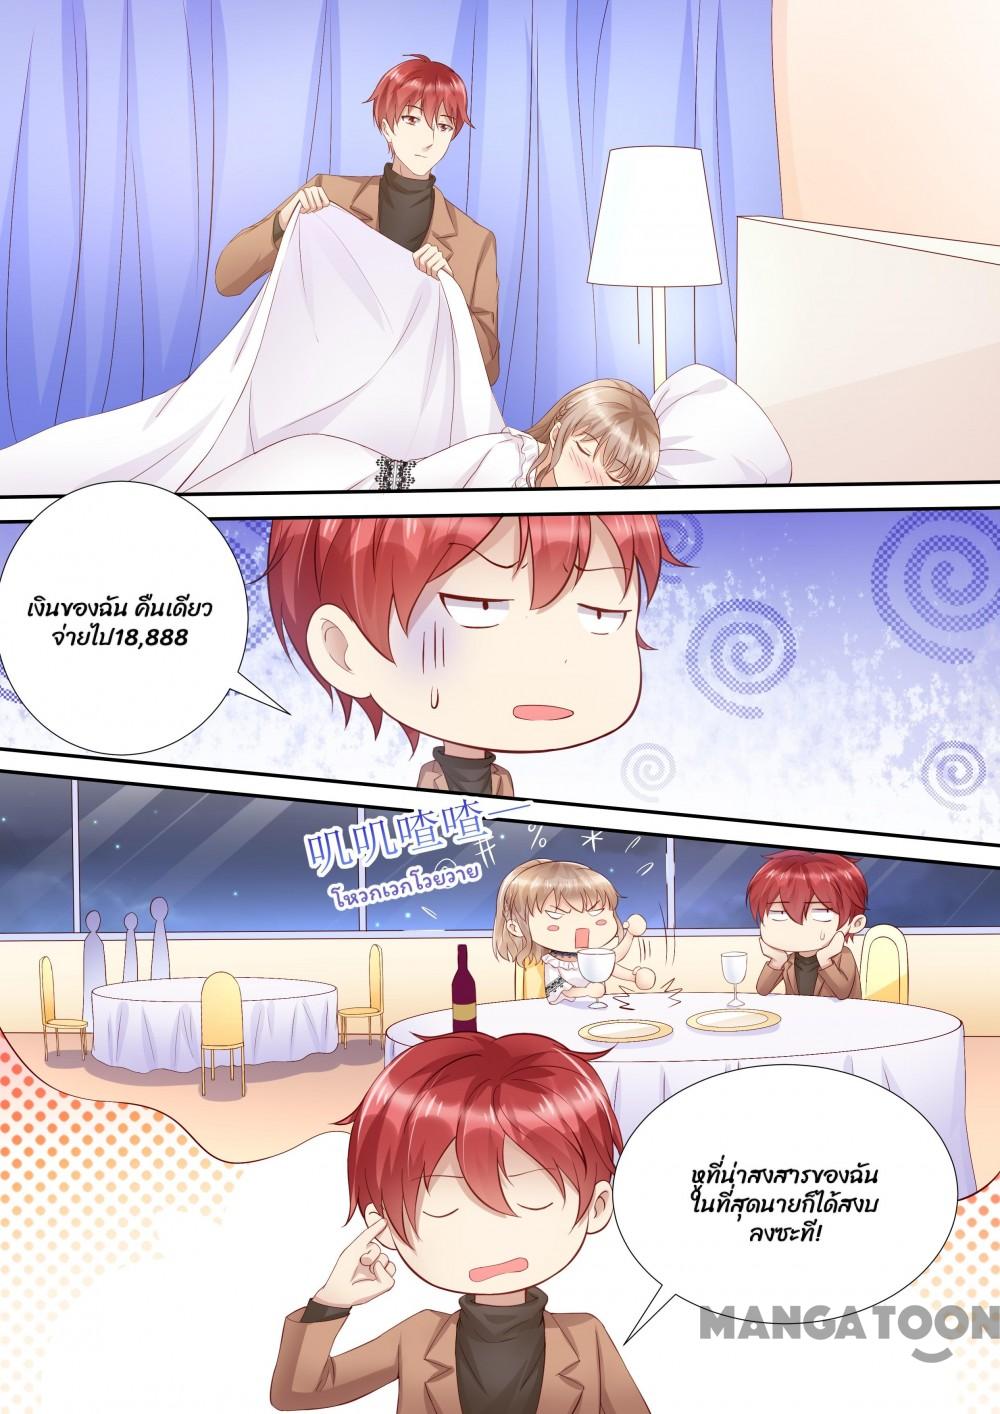 เงินของฉัน คืนเดียว
จ่ายไป18,888
叽叽喳喳—
โหวกเวกโวยวาย
# % *
หูที่น่าสงสารของฉัน
ในที่สุดนายก็ได้สงบ
ลงซะที!
MANGATOON